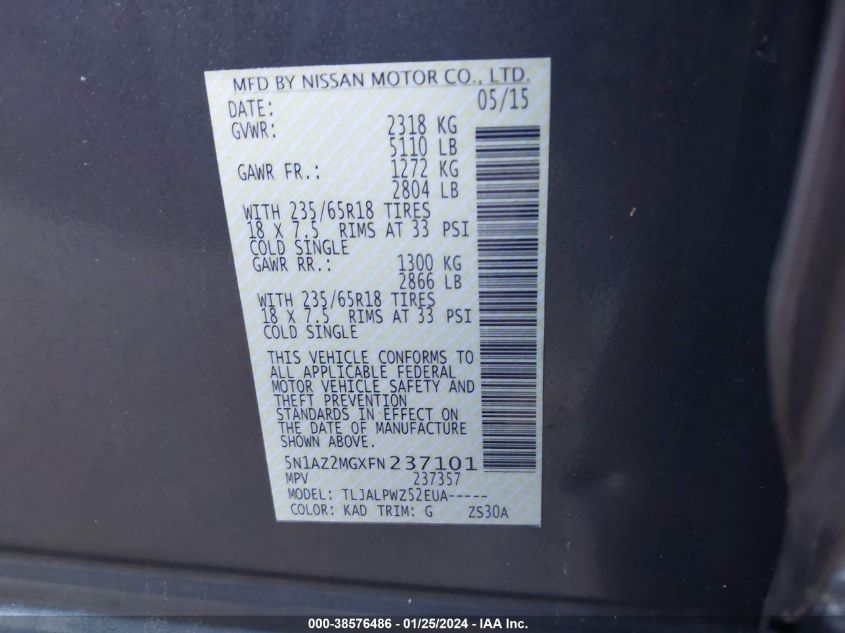 MFD BY NISSAN MOTOR CO., LTD.
DATE: 05/15
GVWR: 2318 KG
5110 LB
GAWR FR.: 1272 KG
2804 LB
WITH 235/65R18 TIRES
18 X 7.5 RIMS AT 33 PSI
COLD SINGLE
GAWR RR.: 1300 KG
2866 LB
WITH 235/65R18 TIRES
18 X 7.5 RIMS AT 33 PSI
COLD SINGLE
THIS VEHICLE CONFORMS TO
ALL APPLICABLE FEDERAL
MOTOR VEHICLE SAFETY AND
THEFT PREVENTION
STANDARDS IN EFFECT ON
THE DATE OF MANUFACTURE
SHOWN ABOVE.
5N1AZ2MGXFN237101
MPV 237357
MODEL: TLJALPWZ52EUA-----
COLOR: KAD TRIM: G ZS30A
000-38576486 - 01/25/2024 - IAA Inc.